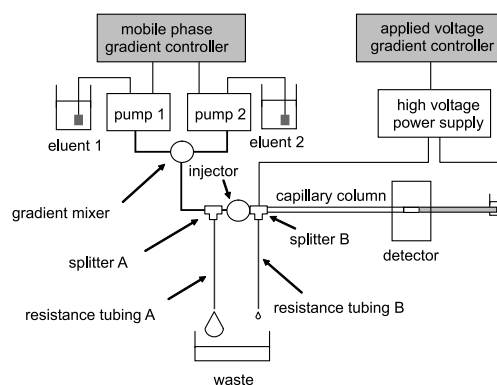 mobile phase
gradient controller
applied voltage
gradient controller
pump 1
pump 2
high voltage
power supply
eluent 1
eluent 2
injector
gradient mixer
capillary column
splitter A
splitter B
detector
resistance tubing A
resistance tubing B
waste